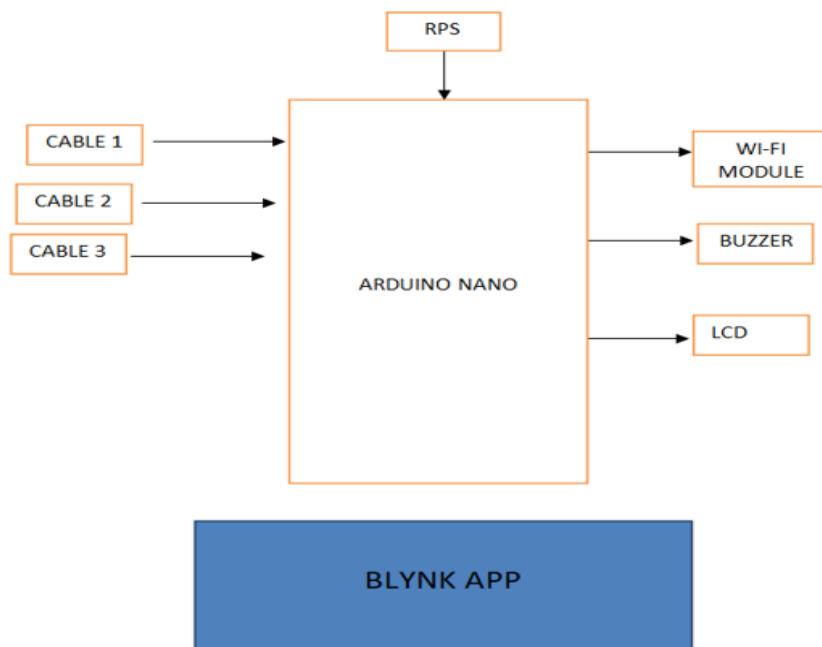 RPS
CABLE 1
CABLE 2
CABLE 3
ARDUINO NANO
WI-FI
MODULE
BUZZER
LCD
BLYNK APP